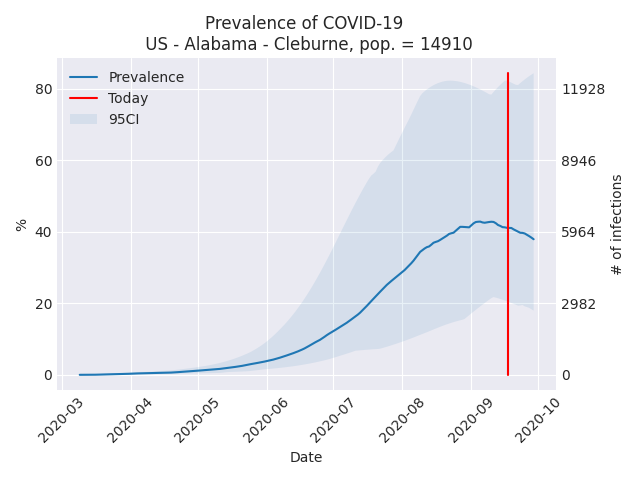 Prevalence of COVID-19
US - Alabama - Cleburne, pop. = 14910
Prevalence
Today
95CI
80
60
40
20
0
%
11928
8946
5964
2982
0
# of infections
2020-03
2020-04
2020-05
2020-06
2020-07
2020-08
2020-09
2020-10
Date